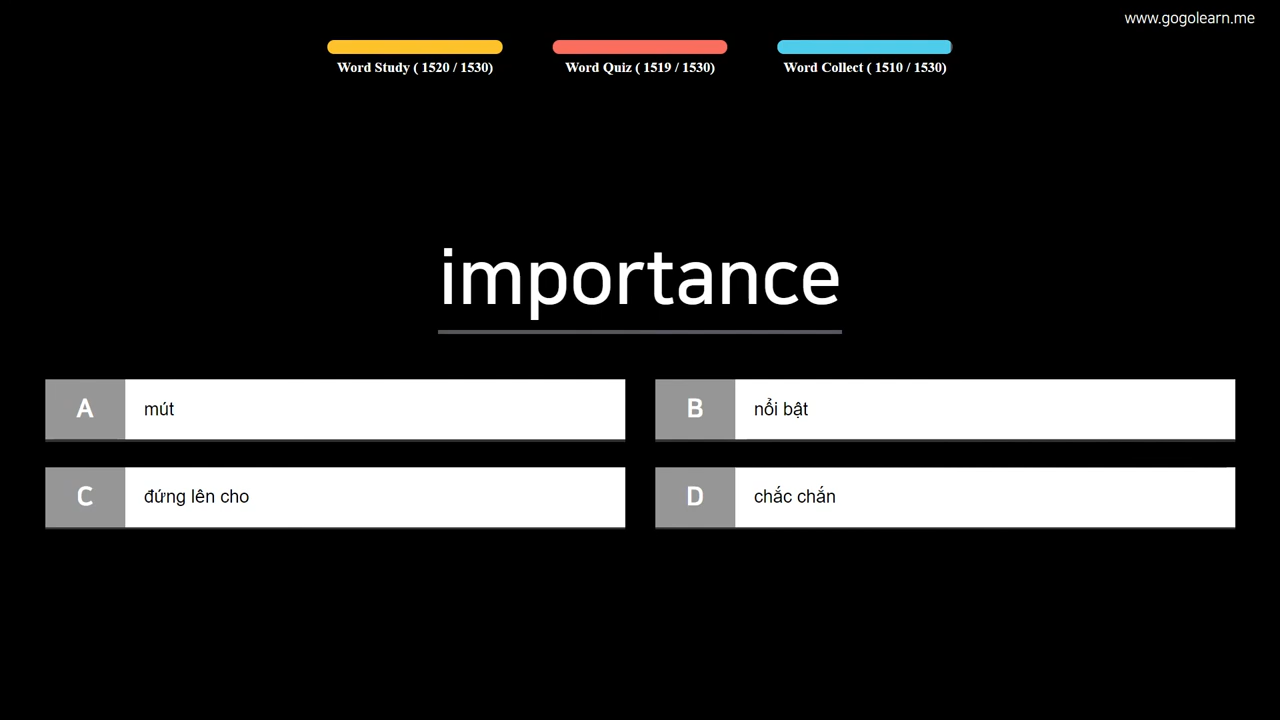 www.gogolearn.me
Word Study ( 1520 / 1530)
Word Quiz ( 1519 / 1530)
Word Collect ( 1510 / 1530)
importance
A mút
B nổi bật
C đứng lên cho
D chắc chắn